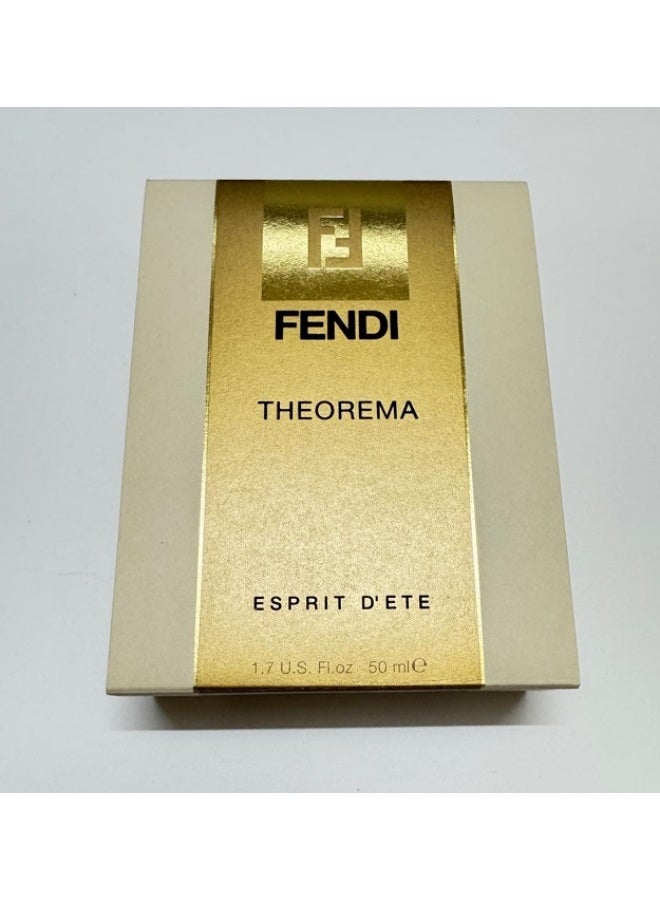 FENDI
THEOREMA
ESPRIT D'ETE
1.7 U.S. Fl.oz 50 ml℮